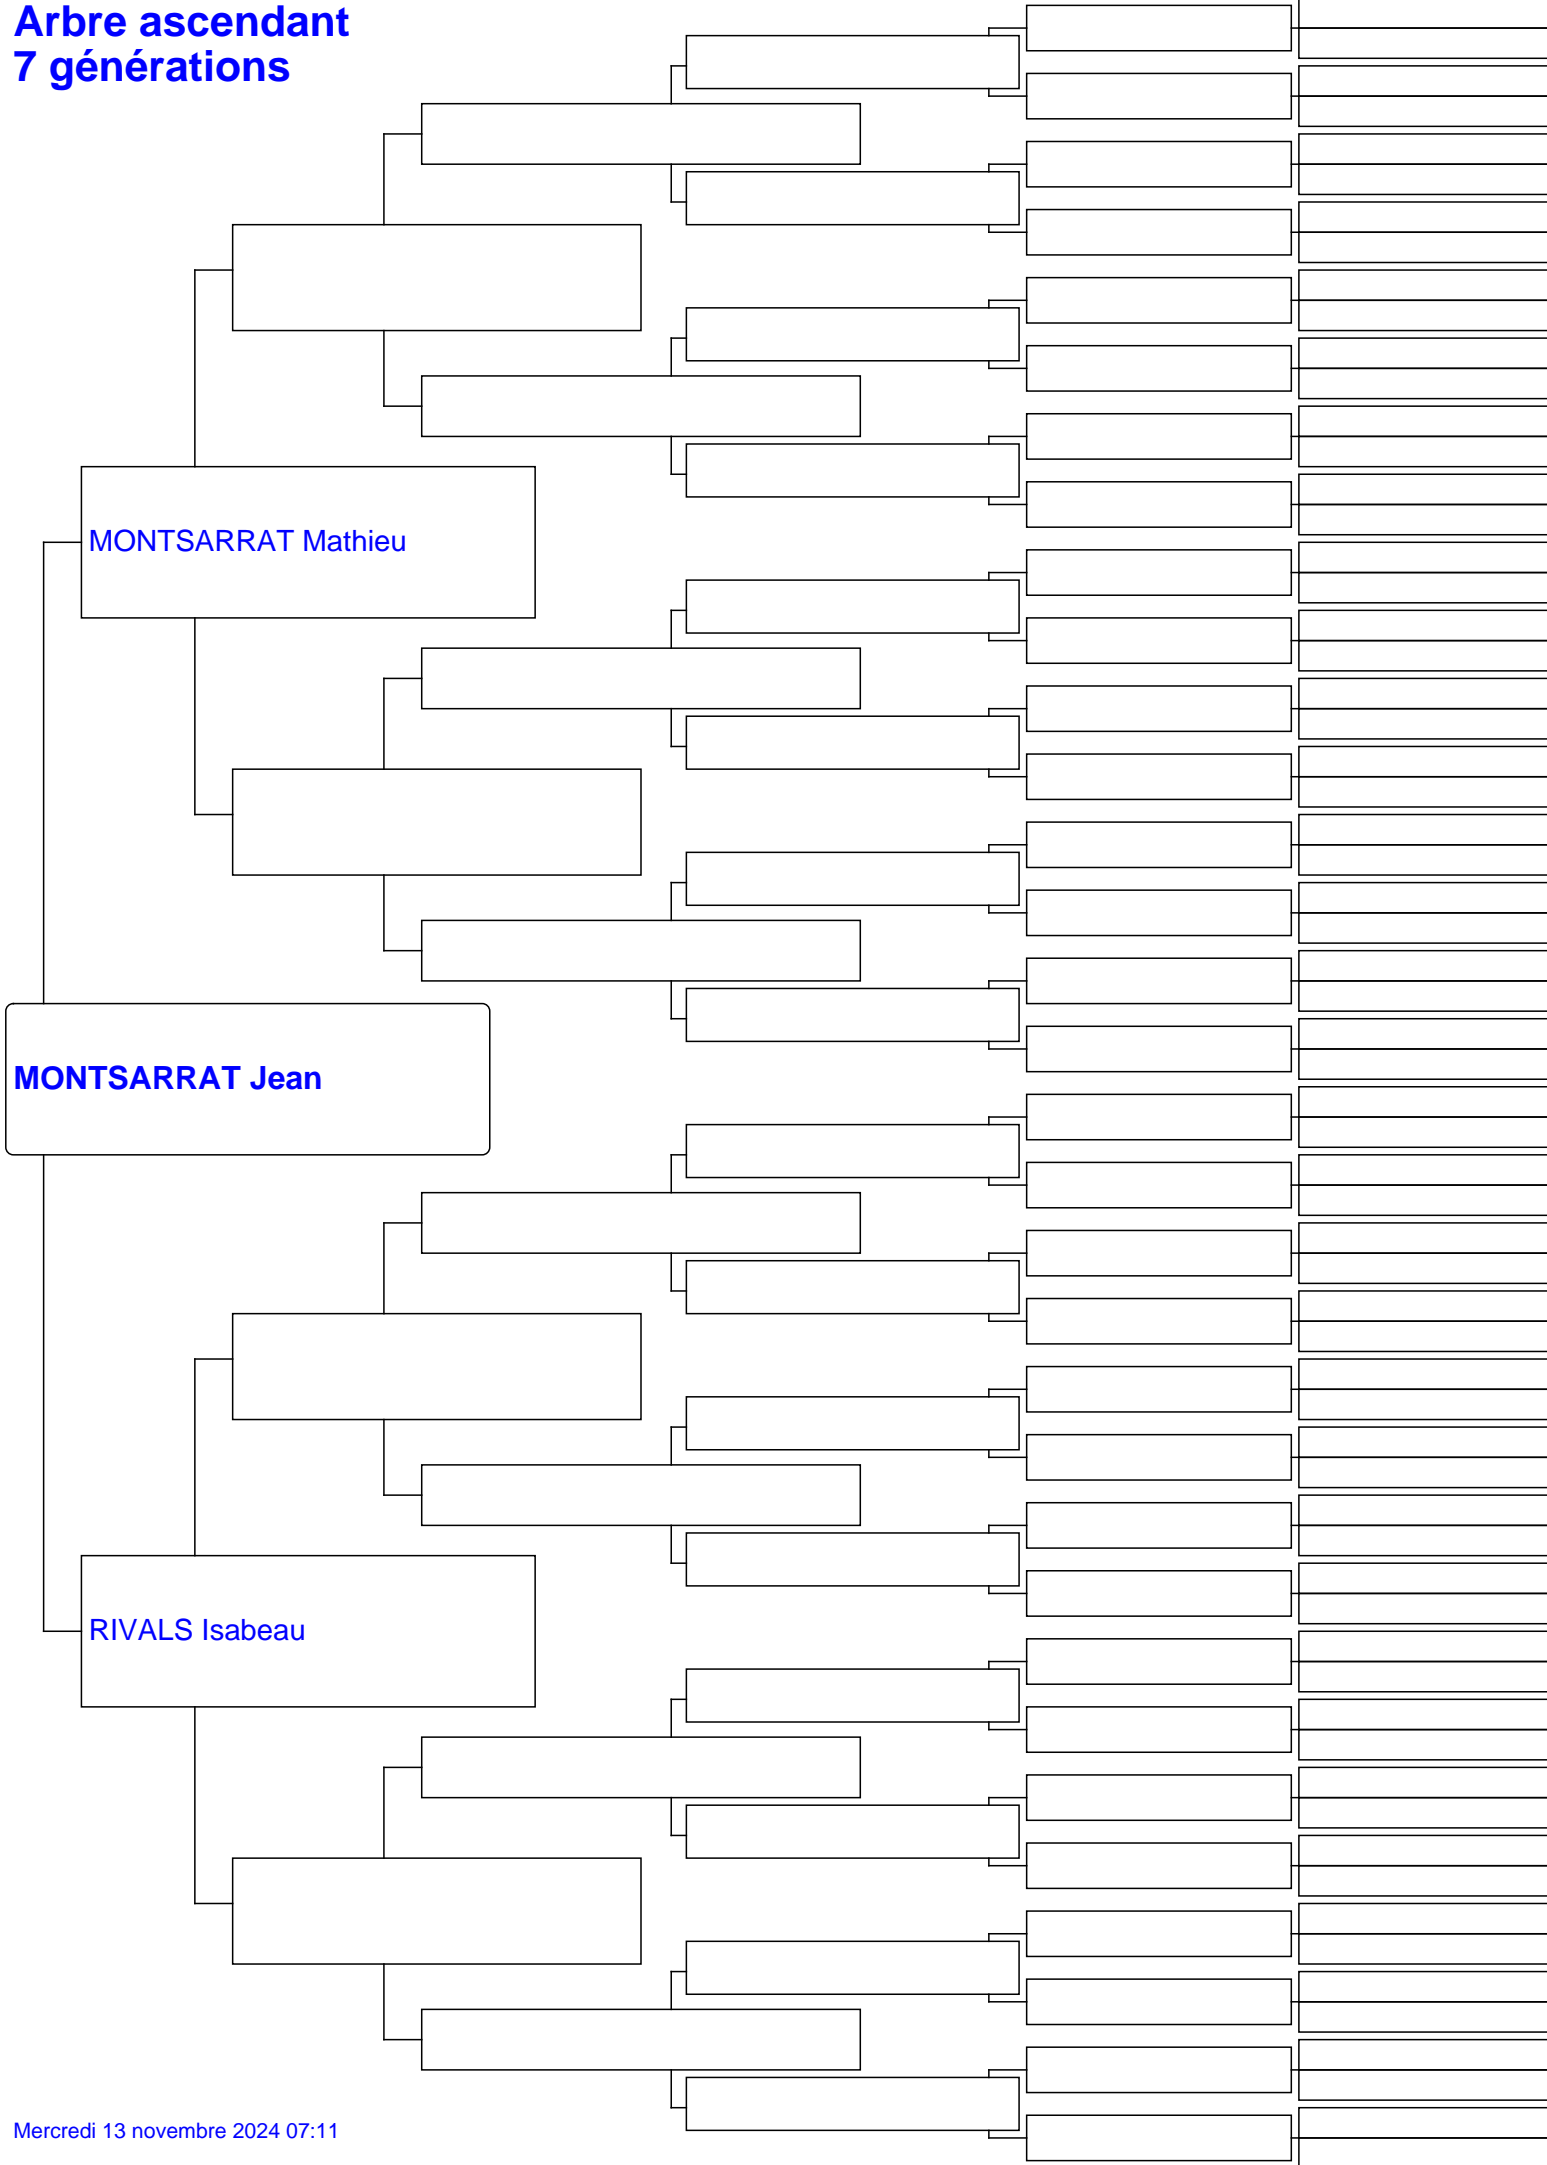 Arbre ascendant
7 générations
MONTSARRAT Mathieu
MONTSARRAT Jean
RIVALS Isabeau
Mercredi 13 novembre 2024 07:11